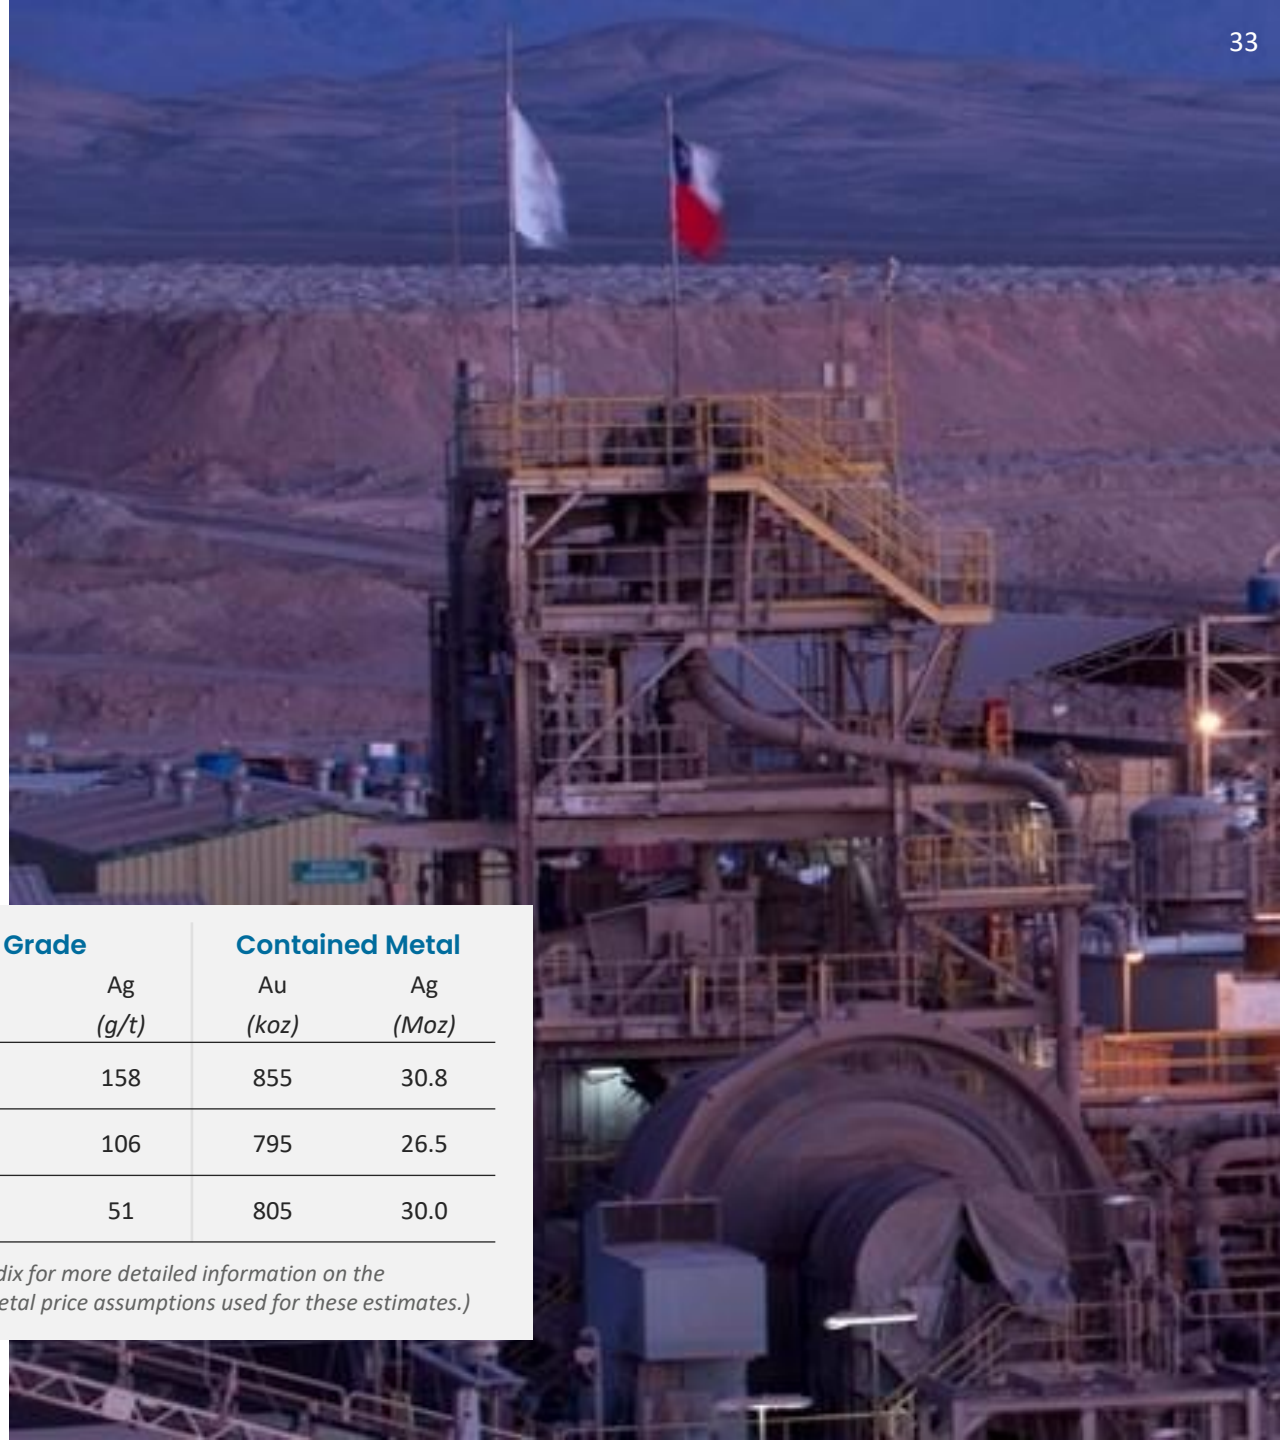 33
Grade Contained Metal
Ag Au Ag
(g/t) (koz) (Moz)
158 855 30.8
106 795 26.5
51 805 30.0
dix for more detailed information on the
etal price assumptions used for these estimates.)